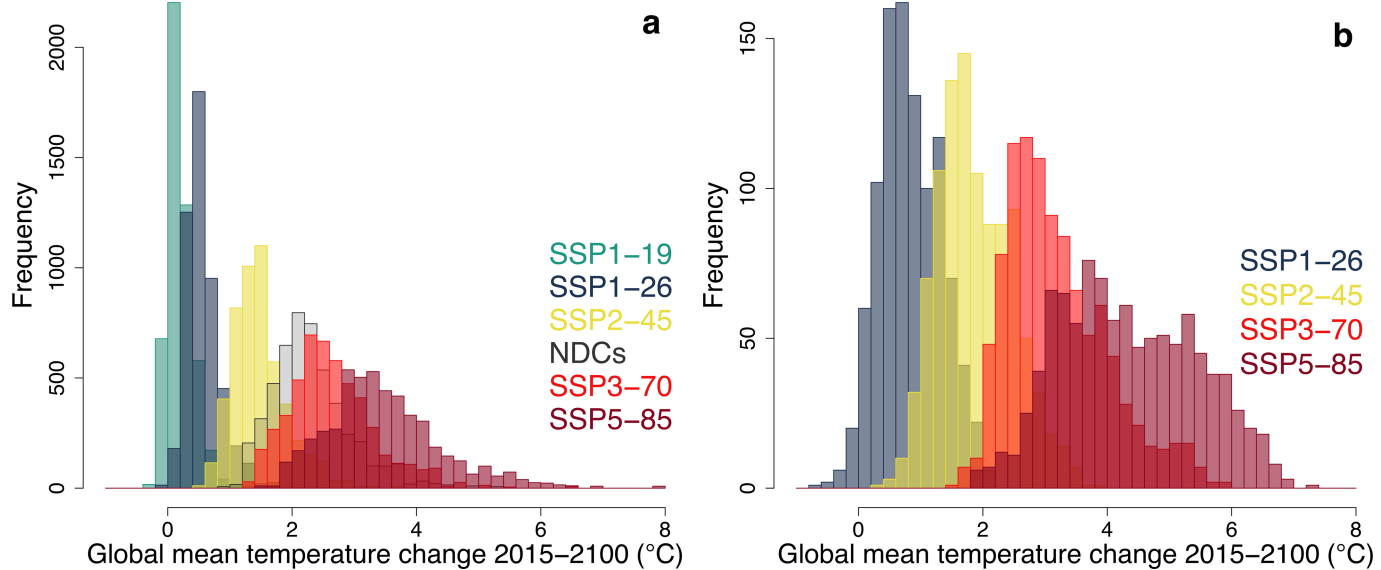 a
Frequency
0
500
1000
1500
2000
SSP1−19
SSP1−26
SSP2−45
NDCs
SSP3−70
SSP5−85
0 2 4 6 8
Global mean temperature change 2015−2100 (°C)
b
Frequency
0
50
100
150
SSP1−26
SSP2−45
SSP3−70
SSP5−85
0 2 4 6 8
Global mean temperature change 2015−2100 (°C)